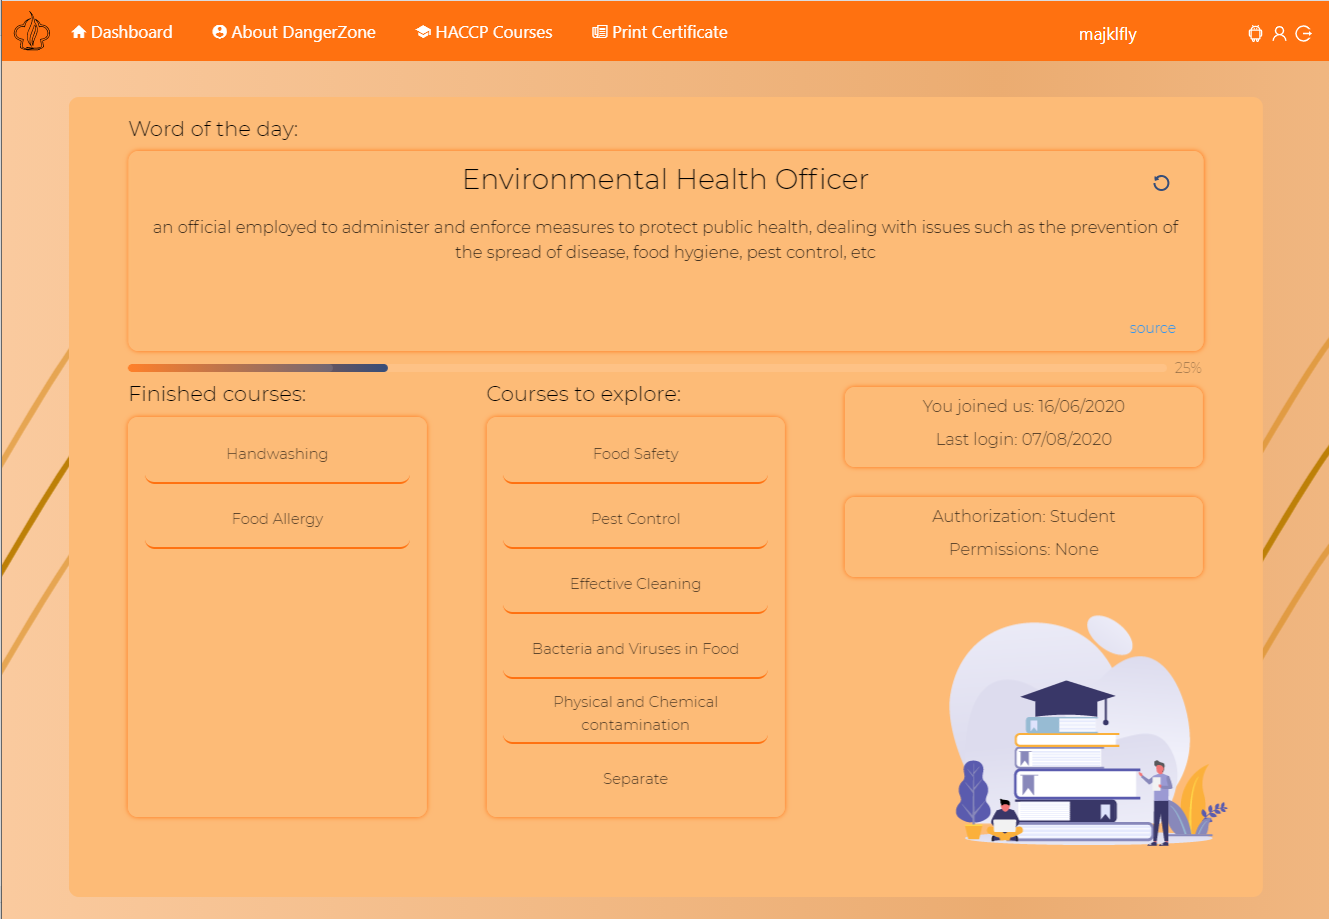 Dashboard About DangerZone HACCP Courses Print Certificate majklfly
Word of the day:
Environmental Health Officer
an official employed to administer and enforce measures to protect public health, dealing with issues such as the prevention of
the spread of disease, food hygiene, pest control, etc
source
25%
Finished courses:
Handwashing
Food Allergy
Courses to explore:
Food Safety
Pest Control
Effective Cleaning
Bacteria and Viruses in Food
Physical and Chemical
contamination
Separate
You joined us: 16/06/2020
Last login: 07/08/2020
Authorization: Student
Permissions: None